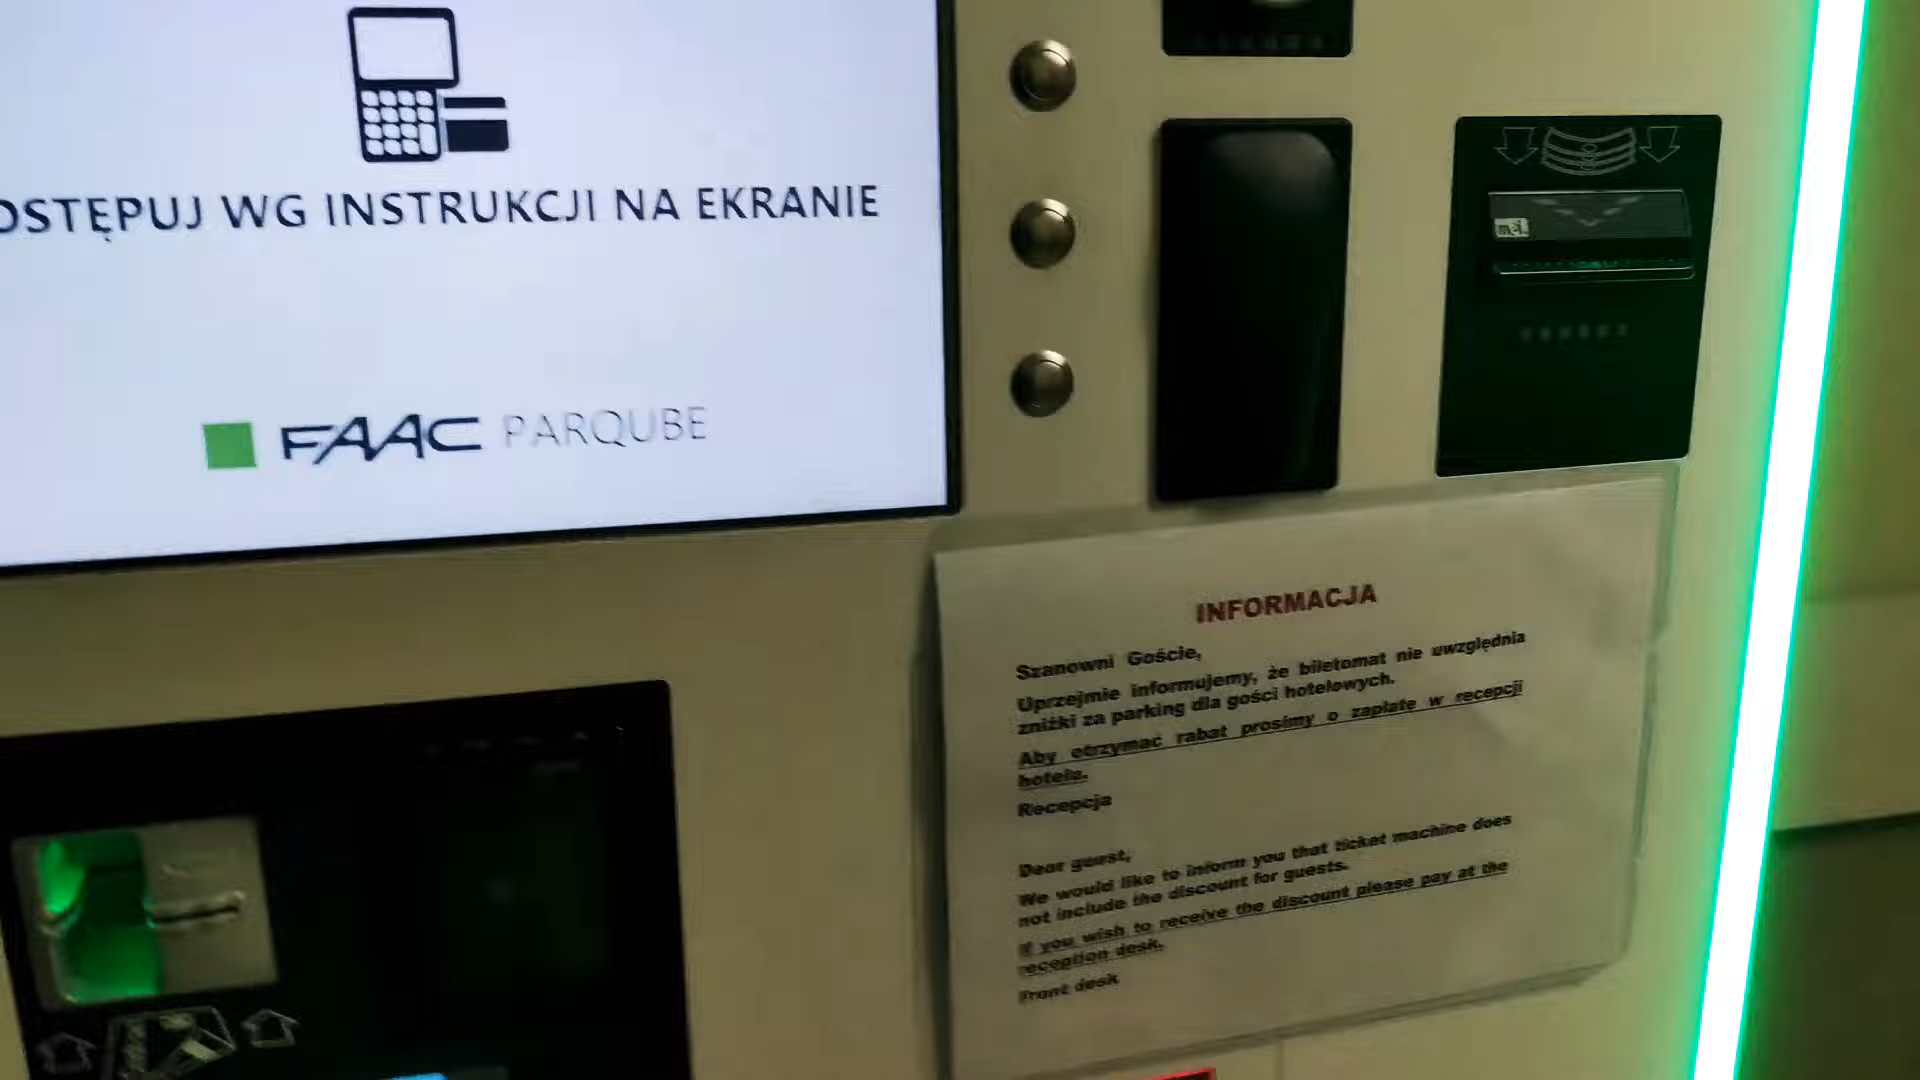 OSTĘPUJ WG INSTRUKCJI NA EKRANIE
FAAC PARQUBE
mei.
INFORMACJA
Szanowni Goście,
Uprzejmie informujemy, że biletomat nie uwzględnia
zniżki za parking dla gości hotelowych.
Aby otrzymać rabat prosimy o zapłatę w recepcji
hotelu.
Recepcja
Dear guest,
We would like to inform you that ticket machine does
not include the discount for guests.
If you wish to receive the discount please pay at the
reception desk.
Front desk